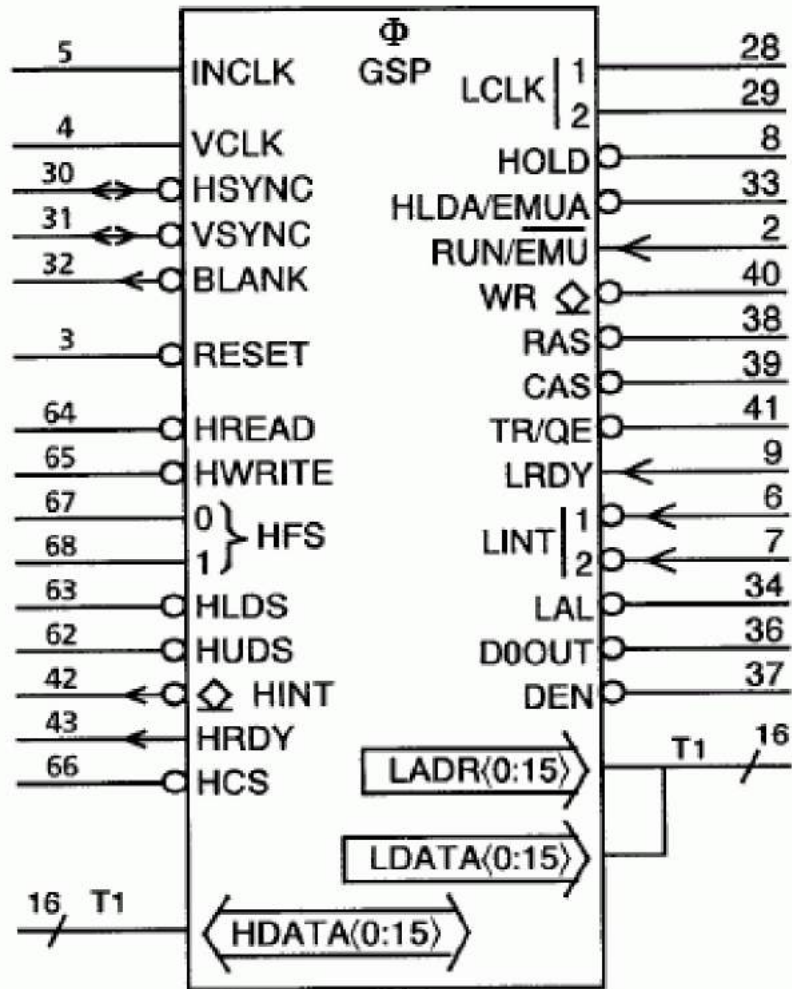 Φ
GSP
5 INCLK
4 VCLK
30 HSYNC
31 VSYNC
32 BLANK
3 RESET
64 HREAD
65 HWRITE
67 0
68 1
HFS
63 HLDS
62 HUDS
42 HINT
43 HRDY
66 HCS
16 T1 HDATA(0:15)
LCLK
1 28
2 29
HOLD 8
HLDA/EMUA 33
RUN/EMU 2
WR 40
RAS 38
CAS 39
TR/QE 41
LRDY 9
LINT
1 6
2 7
LAL 34
D0OUT 36
DEN 37
LADR(0:15) T1 16
LDATA(0:15)